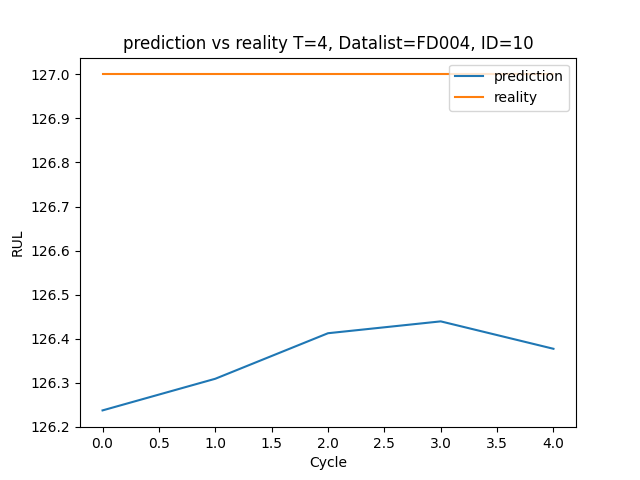 prediction vs reality T=4, Datalist=FD004, ID=10
127.0
126.9
126.8
126.7
126.6
126.5
126.4
126.3
126.2
RUL
prediction
reality
0.0 0.5 1.0 1.5 2.0 2.5 3.0 3.5 4.0
Cycle